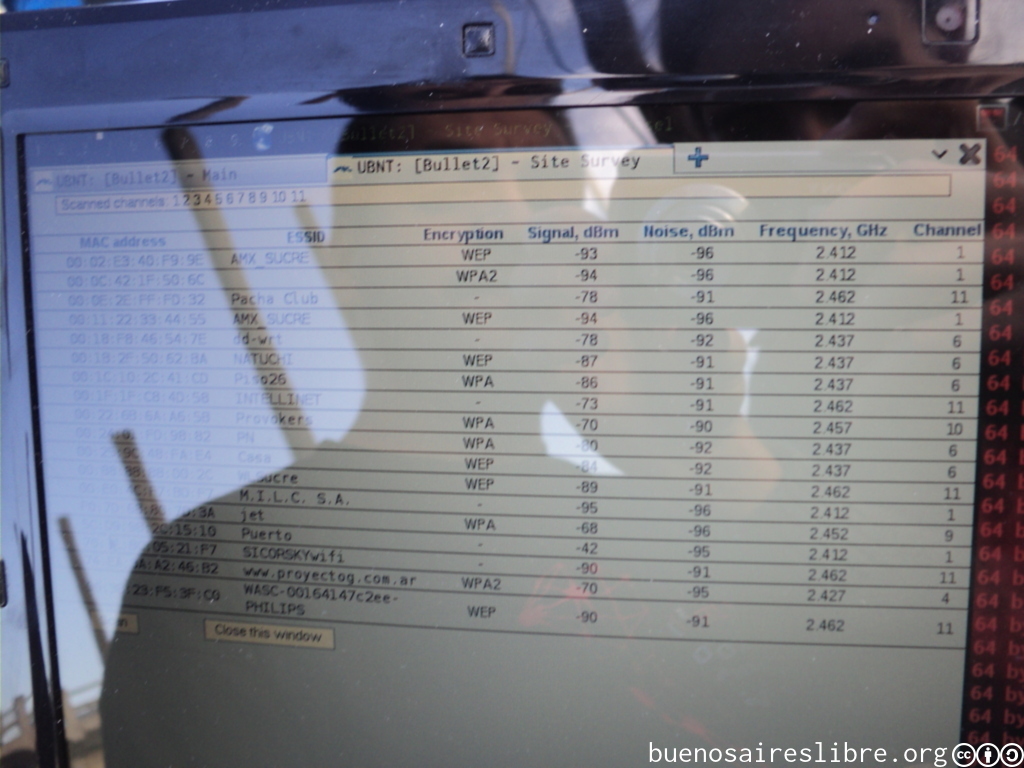 UBNT: [Bullet2] - Main
UBNT: [Bullet2] - Site Survey
Scanned channels: 1 2 3 4 5 6 7 8 9 10 11
MAC address ESSID Encryption Signal, dBm Noise, dBm Frequency, GHz Channel
00:02:E3:40:F9:9E AMX_SUCRE WEP -93 -96 2.412 1
00:0C:42:1F:50:6C WPA2 -94 -96 2.412 1
00:0E:2E:FF:FD:32 Pacha Club - -78 -91 2.462 11
00:11:22:33:44:55 AMX_SUCRE WEP -94 -96 2.412 1
00:18:F8:46:54:7E dd-wrt - -78 -92 2.437 6
00:1B:2F:50:62:8A NATUCHI WEP -87 -91 2.437 6
00:1C:10:2C:41:CD Piso26 WPA -86 -91 2.437 6
INTELLINET - -73 -91 2.462 11
Provokers WPA -70 -90 2.457 10
PN WPA -80 -92 2.437 6
Casa WEP -84 -92 2.437 6
WEP -89 -91 2.462 11
M.I.L.C. S.A. - -95 -96 2.412 1
jet WPA -68 -96 2.452 9
Puerto - -42 -95 2.412 1
SICORSKYwifi - -90 -91 2.462 11
www.proyectog.com.ar WPA2 -70 -95 2.427 4
WASC-00164147c2ee-
PHILIPS WEP -90 -91 2.462 11
Close this window
buenosaireslibre.org